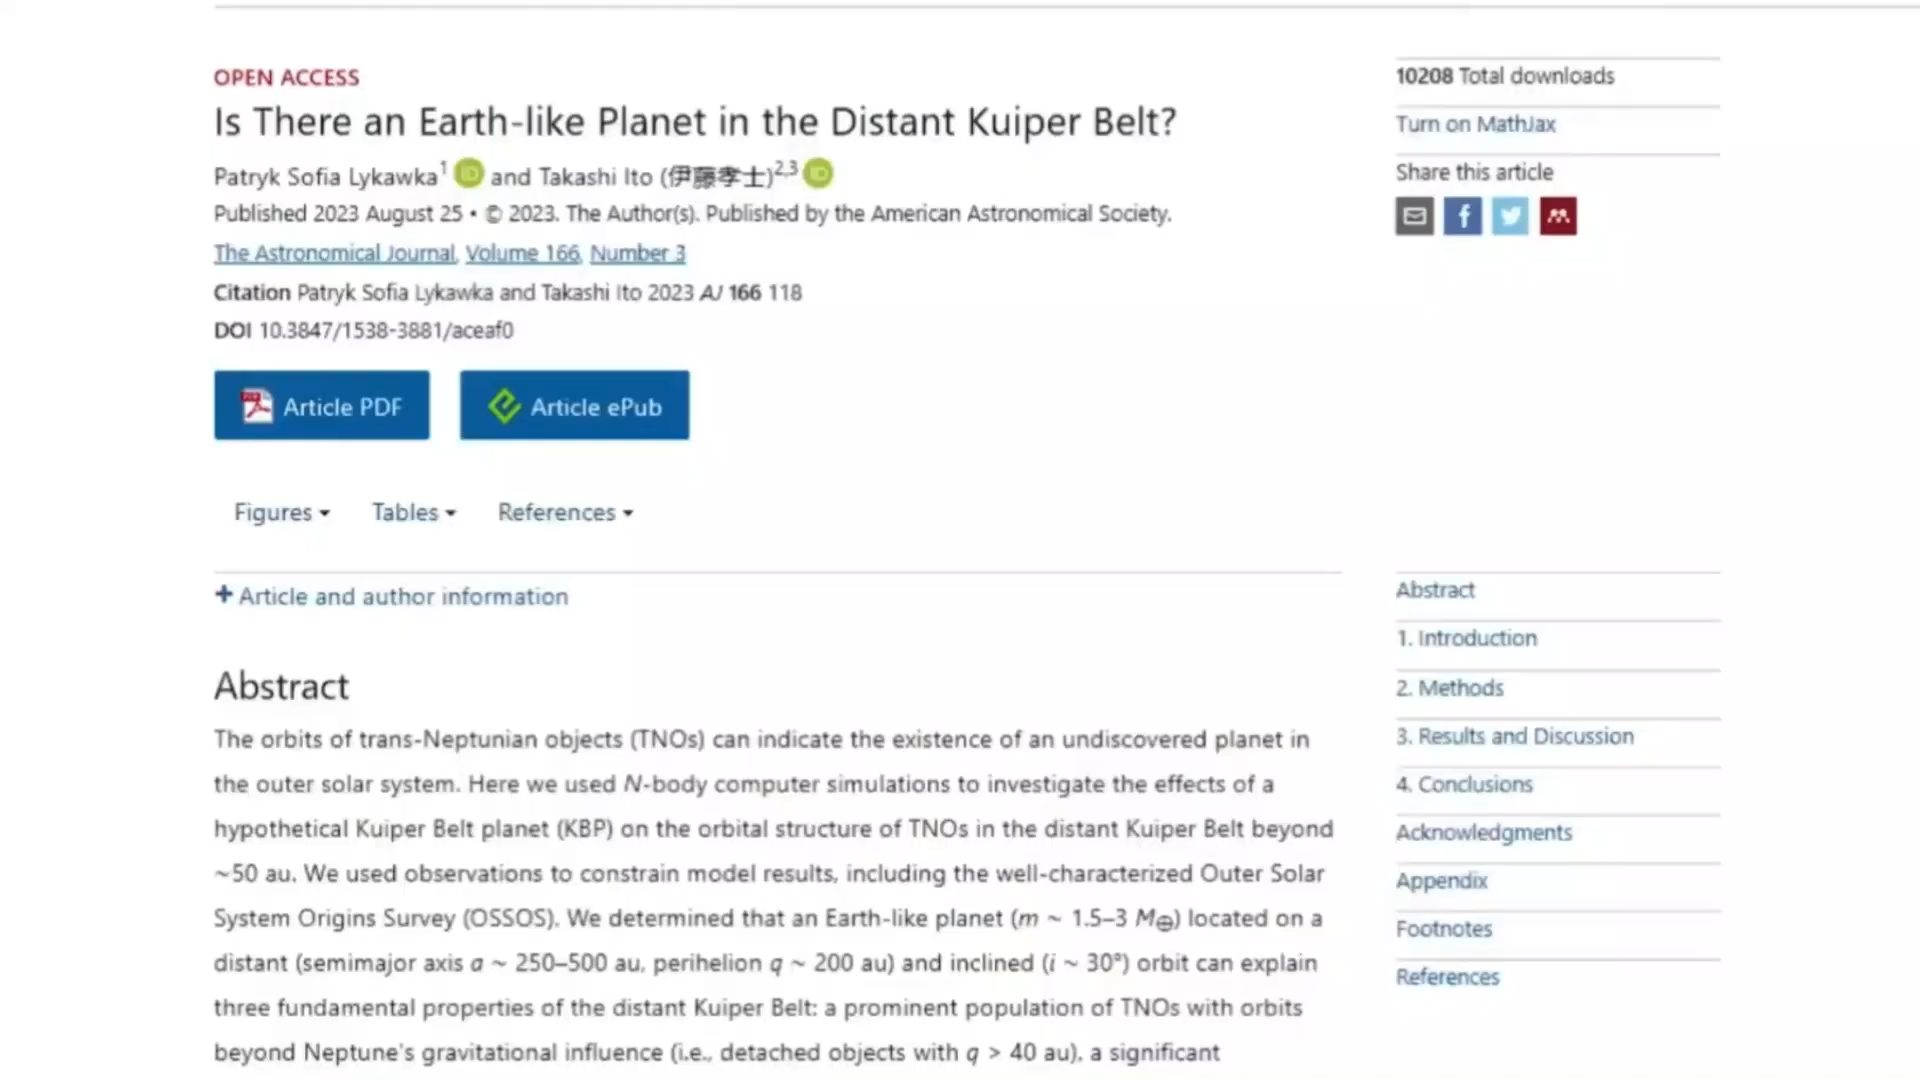 OPEN ACCESS
Is There an Earth-like Planet in the Distant Kuiper Belt?
Patryk Sofia Lykawka1 iD and Takashi Ito (伊藤孝士)2,3 iD
Published 2023 August 25 • © 2023. The Author(s). Published by the American Astronomical Society.
The Astronomical Journal, Volume 166, Number 3
Citation Patryk Sofia Lykawka and Takashi Ito 2023 AJ 166 118
DOI 10.3847/1538-3881/aceaf0
Article PDF
Article ePub
Figures
Tables
References
+ Article and author information
Abstract
The orbits of trans-Neptunian objects (TNOs) can indicate the existence of an undiscovered planet in
the outer solar system. Here we used N-body computer simulations to investigate the effects of a
hypothetical Kuiper Belt planet (KBP) on the orbital structure of TNOs in the distant Kuiper Belt beyond
~50 au. We used observations to constrain model results, including the well-characterized Outer Solar
System Origins Survey (OSSOS). We determined that an Earth-like planet (m ~ 1.5–3 M⊕) located on a
distant (semimajor axis a ~ 250–500 au, perihelion q ~ 200 au) and inclined (i ~ 30°) orbit can explain
three fundamental properties of the distant Kuiper Belt: a prominent population of TNOs with orbits
beyond Neptune's gravitational influence (i.e., detached objects with q > 40 au), a significant
10208 Total downloads
Turn on MathJax
Share this article
Abstract
1. Introduction
2. Methods
3. Results and Discussion
4. Conclusions
Acknowledgments
Appendix
Footnotes
References